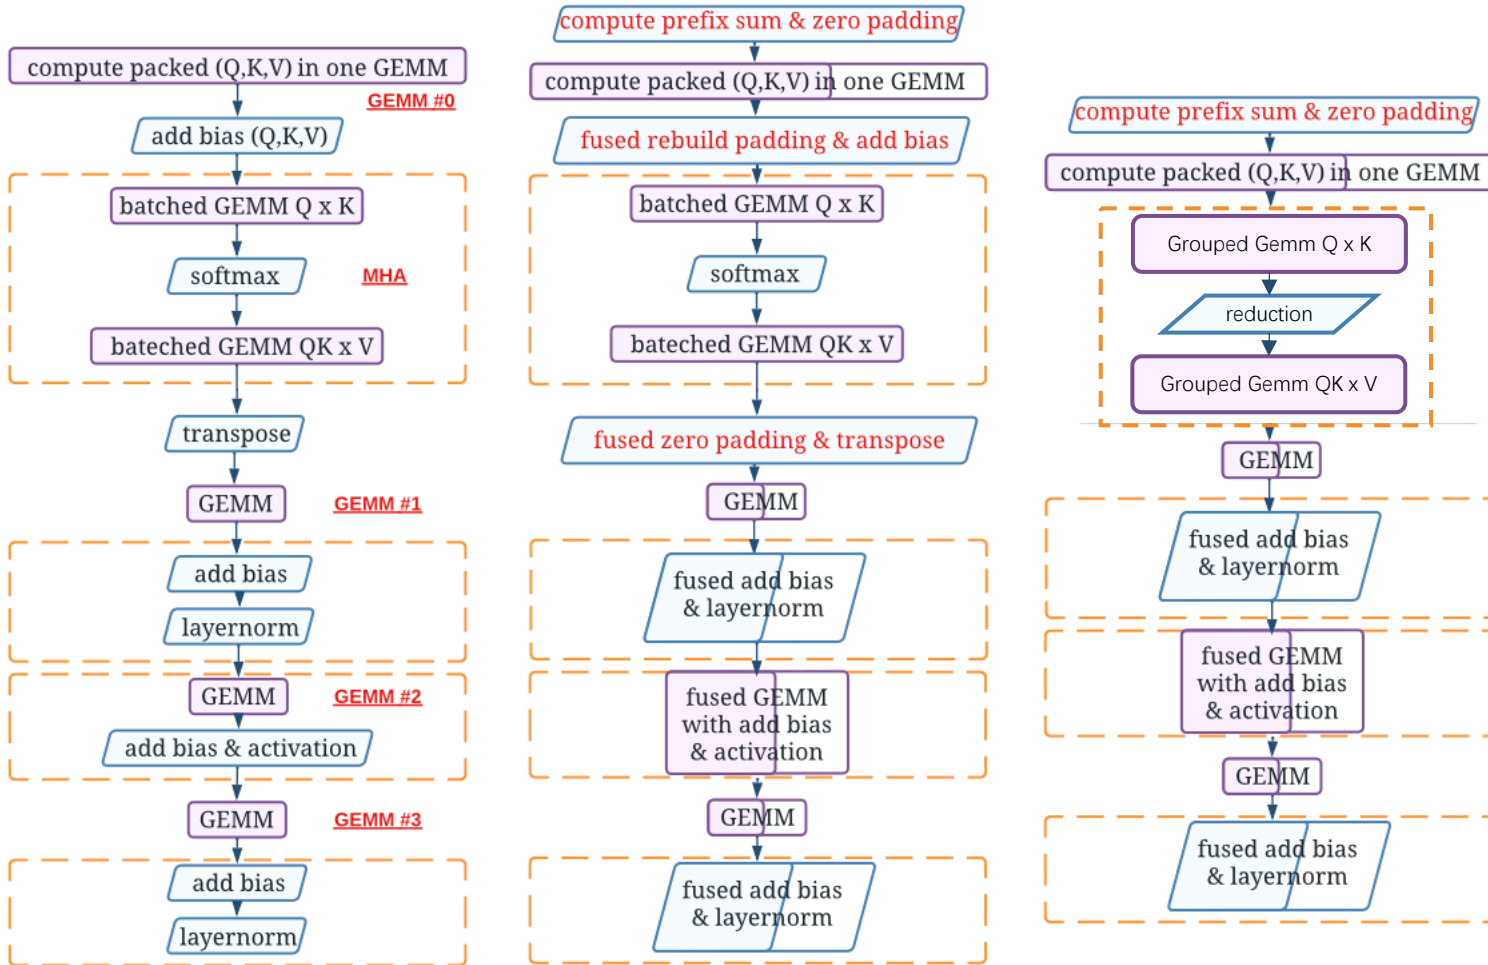 compute packed (Q,K,V) in one GEMM
GEMM #0
add bias (Q,K,V)
batched GEMM Q x K
softmax
MHA
bateched GEMM QK x V
transpose
GEMM
GEMM #1
add bias
layernorm
GEMM
GEMM #2
add bias & activation
GEMM
GEMM #3
add bias
layernorm
compute prefix sum & zero padding
compute packed (Q,K,V) in one GEMM
fused rebuild padding & add bias
batched GEMM Q x K
softmax
bateched GEMM QK x V
fused zero padding & transpose
GEMM
fused add bias
& layernorm
fused GEMM
with add bias
& activation
GEMM
fused add bias
& layernorm
compute prefix sum & zero padding
compute packed (Q,K,V) in one GEMM
Grouped Gemm Q x K
reduction
Grouped Gemm QK x V
GEMM
fused add bias
& layernorm
fused GEMM
with add bias
& activation
GEMM
fused add bias
& layernorm